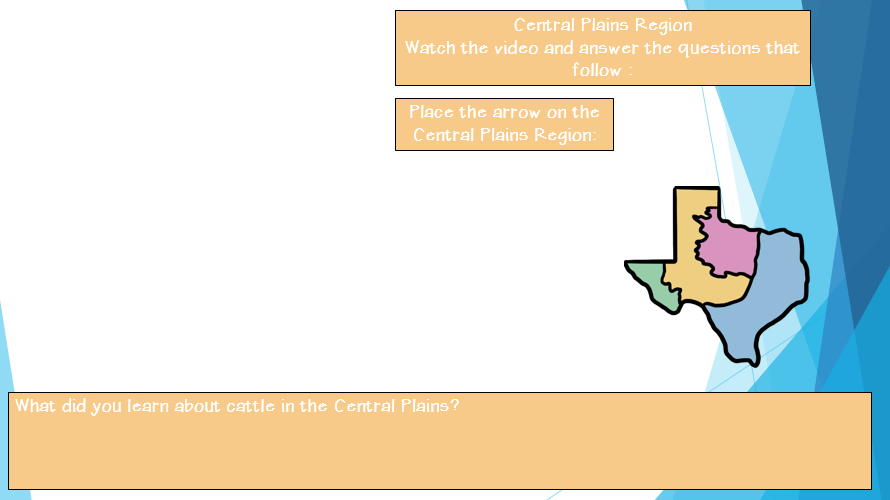 Central Plains Region
Watch the video and answer the questions that
follow :
Place the arrow on the
Central Plains Region:
What did you learn about cattle in the Central Plains?